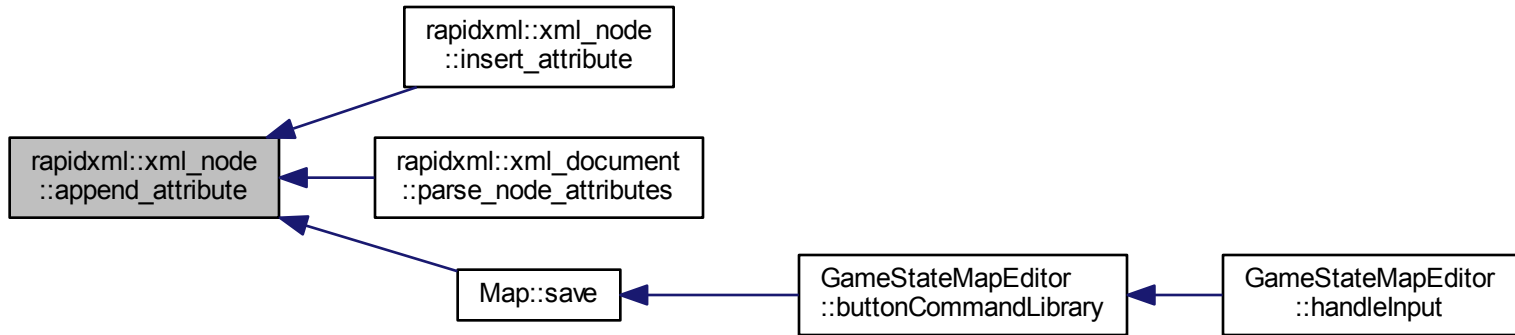 rapidxml::xml_node
::insert_attribute
rapidxml::xml_node
::append_attribute
rapidxml::xml_document
::parse_node_attributes
Map::save
GameStateMapEditor
::buttonCommandLibrary
GameStateMapEditor
::handleInput